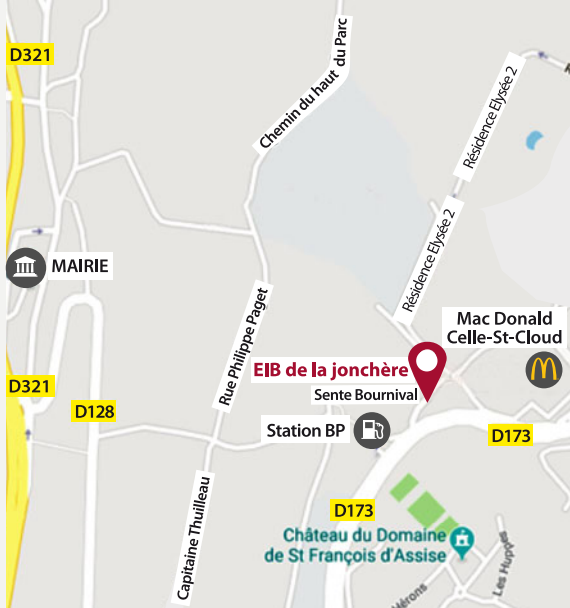 D321
Chemin du haut du Parc
Résidence Elysée 2
R
MAIRIE
Résidence Elysée 2
Rue Philippe Paget
Mac Donald
Celle-St-Cloud
EIB de la jonchère
Sente Bournival
D321
D128
Station BP
D173
Capitaine Thuilleau
D173
Château du Domaine
de St François d'Assise
Les Huppes
Hérons